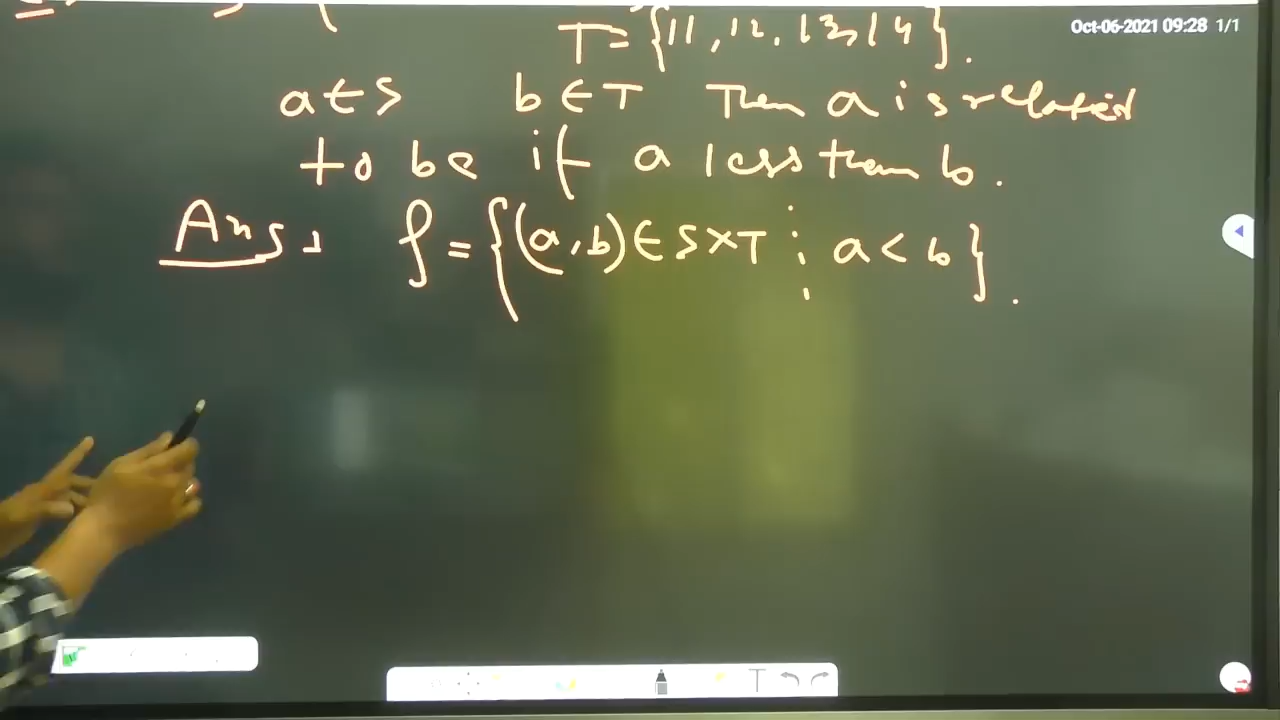 Oct-06-2021 09:28 1/1
T = {11, 12, 13, 14}.
a ∈ S b ∈ T Then a is related
to be if a less than b.
Ans: ρ = {(a, b) ∈ S × T ; a < b}.
T